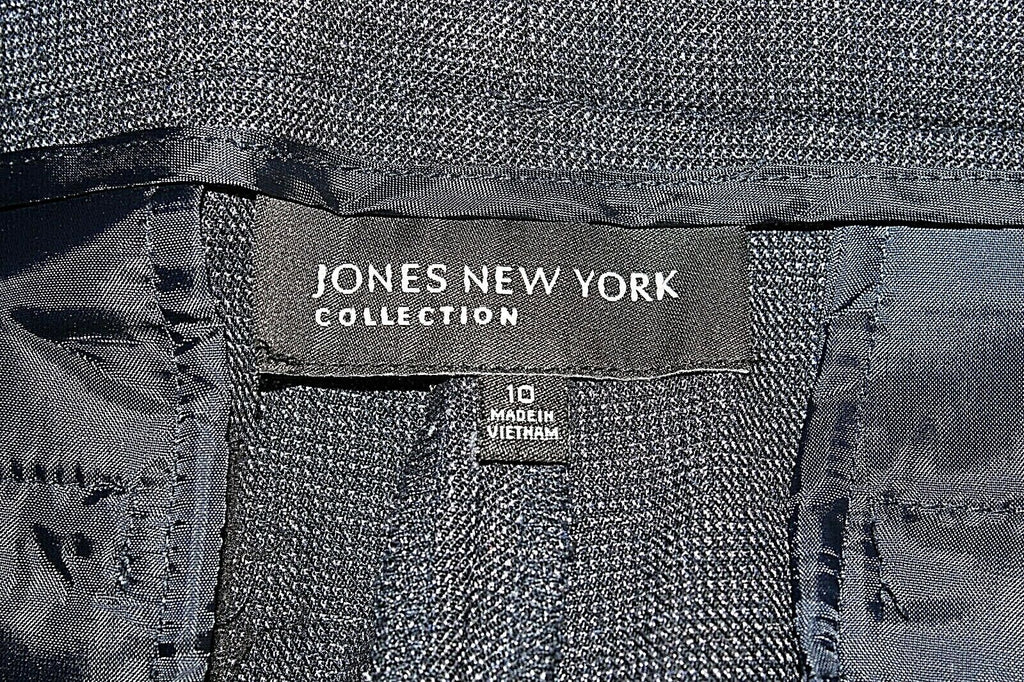 JONES NEW YORK
COLLECTION
10
MADE IN
VIETNAM